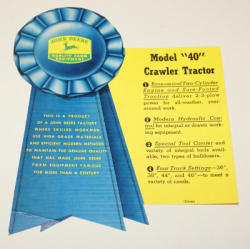 JOHN DEERE
QUALITY FARM
EQUIPMENT
THIS IS A PRODUCT
OF A JOHN DEERE FACTORY
WHERE SKILLED WORKMEN
USE HIGH GRADE MATERIALS
AND EFFICIENT MODERN METHODS
TO MAINTAIN THE GENUINE QUALITY
THAT HAS MADE JOHN DEERE
FARM EQUIPMENT FAMOUS
FOR MORE THAN A CENTURY
Model "40"
Crawler Tractor
1 Economical Two-Cylinder
Engine and Sure-Footed
Traction deliver 2-3-plow
power for all-weather, year-
around work.
2 Modern Hydraulic Con-
trol for integral or drawn work-
ing equipment.
3 Special Tool Carrier and
variety of integral tools avail-
able, two types of bulldozers.
4 Four Track Settings—36",
38", 44", and 46"—to meet a
variety of needs.